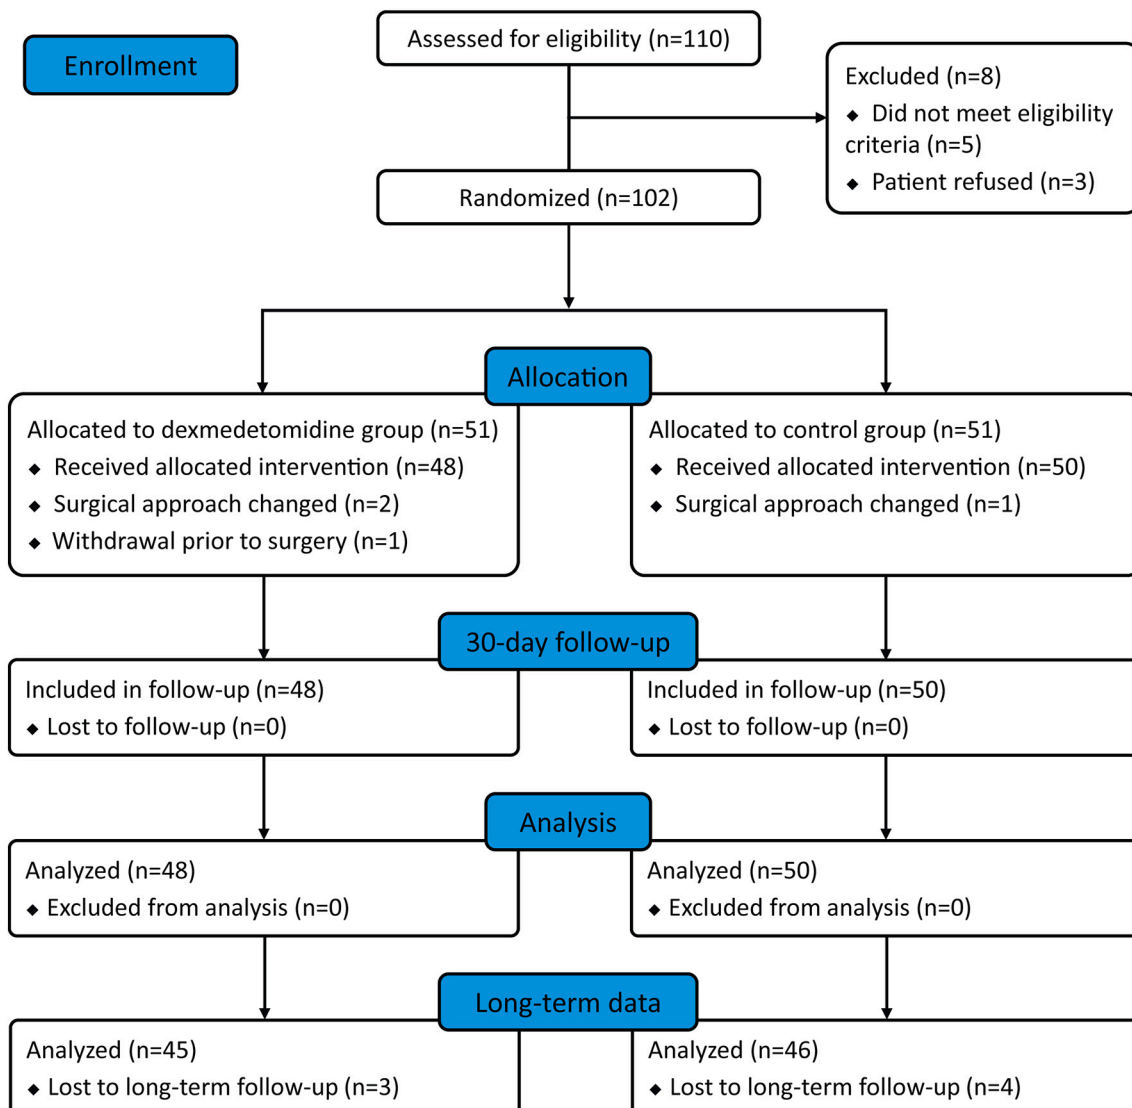 Assessed for eligibility (n=110)
Enrollment
Excluded (n=8)
◆ Did not meet eligibility
criteria (n=5)
◆ Patient refused (n=3)
Randomized (n=102)
Allocation
Allocated to dexmedetomidine group (n=51)
◆ Received allocated intervention (n=48)
◆ Surgical approach changed (n=2)
◆ Withdrawal prior to surgery (n=1)
Allocated to control group (n=51)
◆ Received allocated intervention (n=50)
◆ Surgical approach changed (n=1)
30-day follow-up
Included in follow-up (n=48)
◆ Lost to follow-up (n=0)
Included in follow-up (n=50)
◆ Lost to follow-up (n=0)
Analysis
Analyzed (n=48)
◆ Excluded from analysis (n=0)
Analyzed (n=50)
◆ Excluded from analysis (n=0)
Long-term data
Analyzed (n=45)
◆ Lost to long-term follow-up (n=3)
Analyzed (n=46)
◆ Lost to long-term follow-up (n=4)